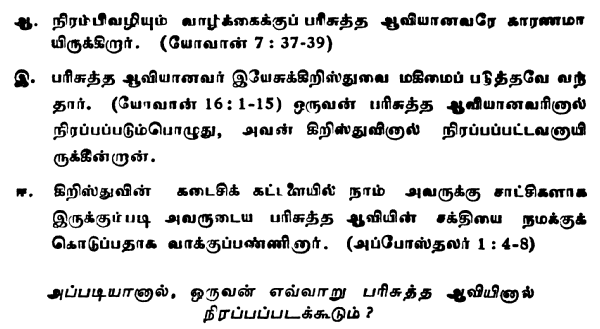 ஆ. நிரம்பிவழியும் வாழ்க்கைக்குப் பரிசுத்த ஆவியானவரே காரணமா
யிருக்கிறார். (யோவான் 7 : 37-39)
இ. பரிசுத்த ஆவியானவர் இயேசுக்கிறிஸ்துவை மகிமைப் படுத்தவே வந்
தார். (யோவான் 16 : 1-15) ஒருவன் பரிசுத்த ஆவியானவரினால்
நிரப்பப்படும்பொழுது, அவன் கிறிஸ்துவினால் நிரப்பப்பட்டவனாயி
ருக்கின்றான்.
ஈ. கிறிஸ்துவின் கடைசிக் கட்டளையில் நாம் அவருக்கு சாட்சிகளாக
இருக்கும்படி அவருடைய பரிசுத்த ஆவியின் சக்தியை நமக்குக்
கொடுப்பதாக வாக்குப்பண்ணினார். (அப்போஸ்தலர் 1 : 4-8)
அப்படியானால், ஒருவன் எவ்வாறு பரிசுத்த ஆவியினால்
நிரப்பப்படக்கூடும் ?